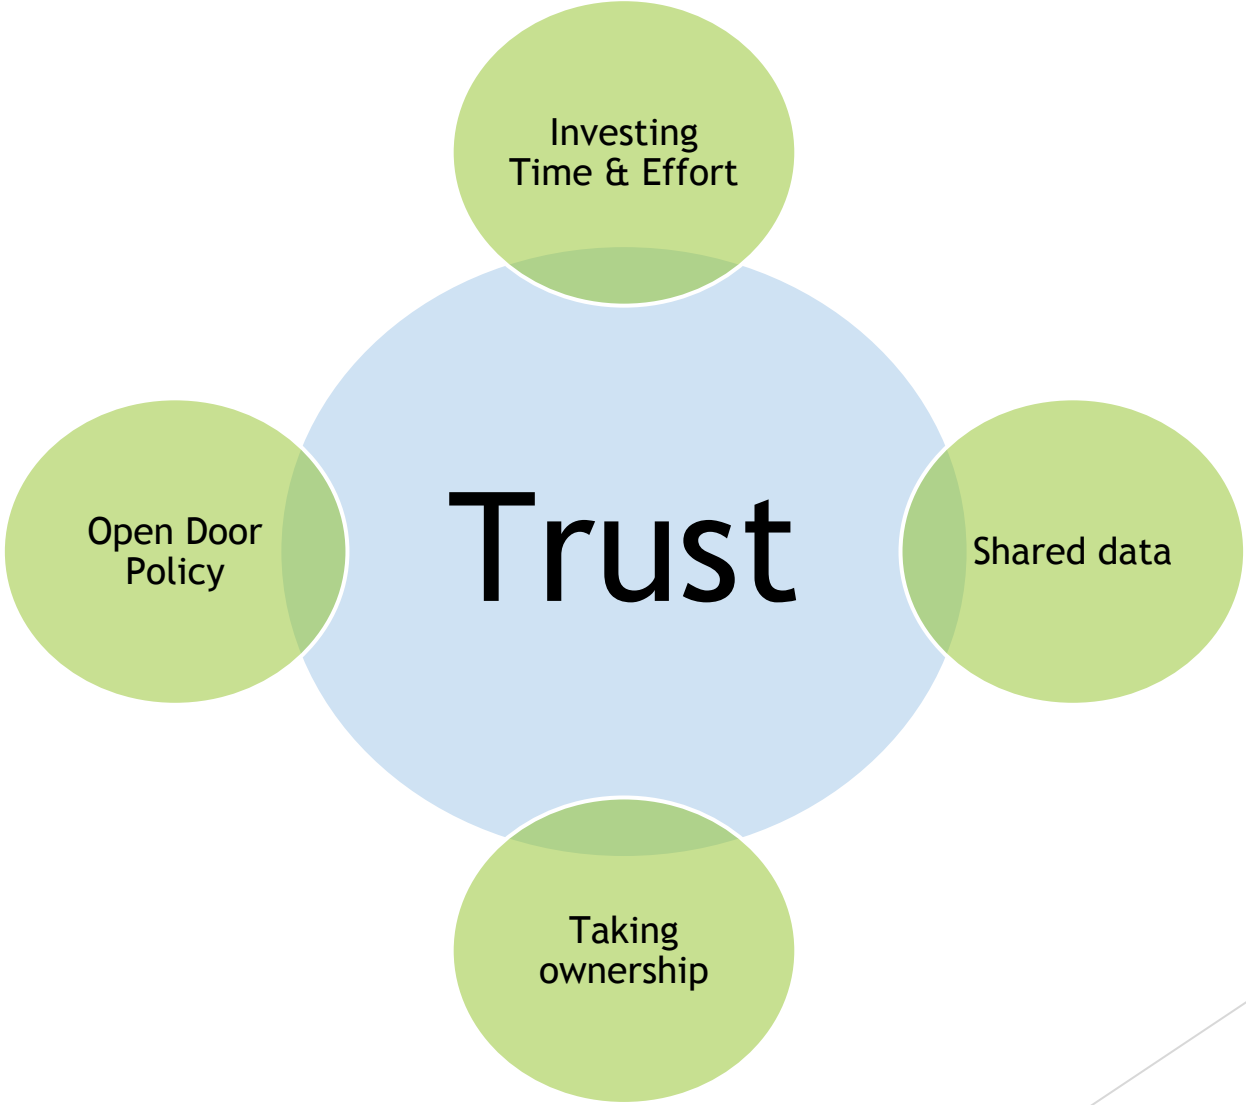 Investing
Time & Effort
Open Door
Policy
Trust
Shared data
Taking
ownership